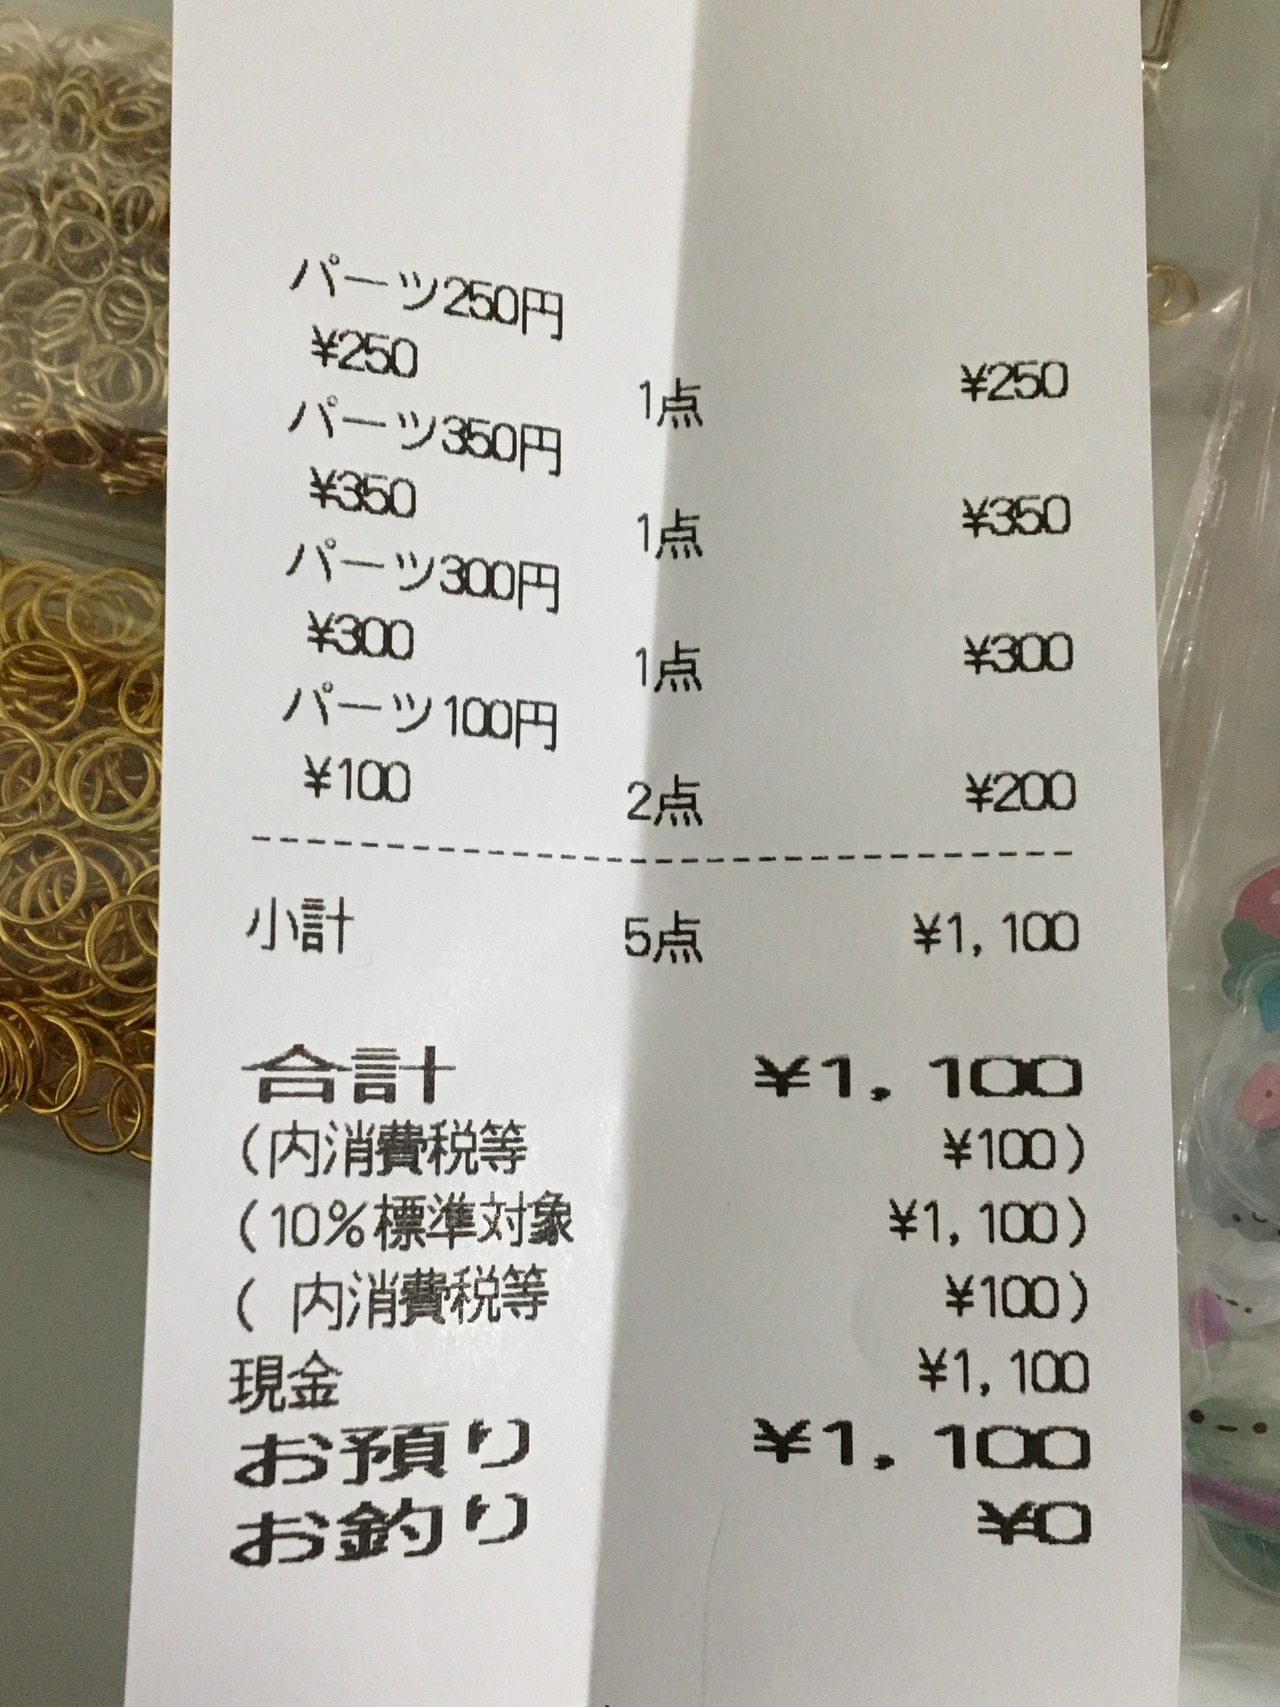 パーツ250円
¥250 1点 ¥250
パーツ350円
¥350 1点 ¥350
パーツ300円
¥300 1点 ¥300
パーツ100円
¥100 2点 ¥200
小計 5点 ¥1,100
合計 ¥1,100
(内消費税等 ¥100)
(10%標準対象 ¥1,100)
( 内消費税等 ¥100)
現金 ¥1,100
お預り ¥1,100
お釣り ¥0